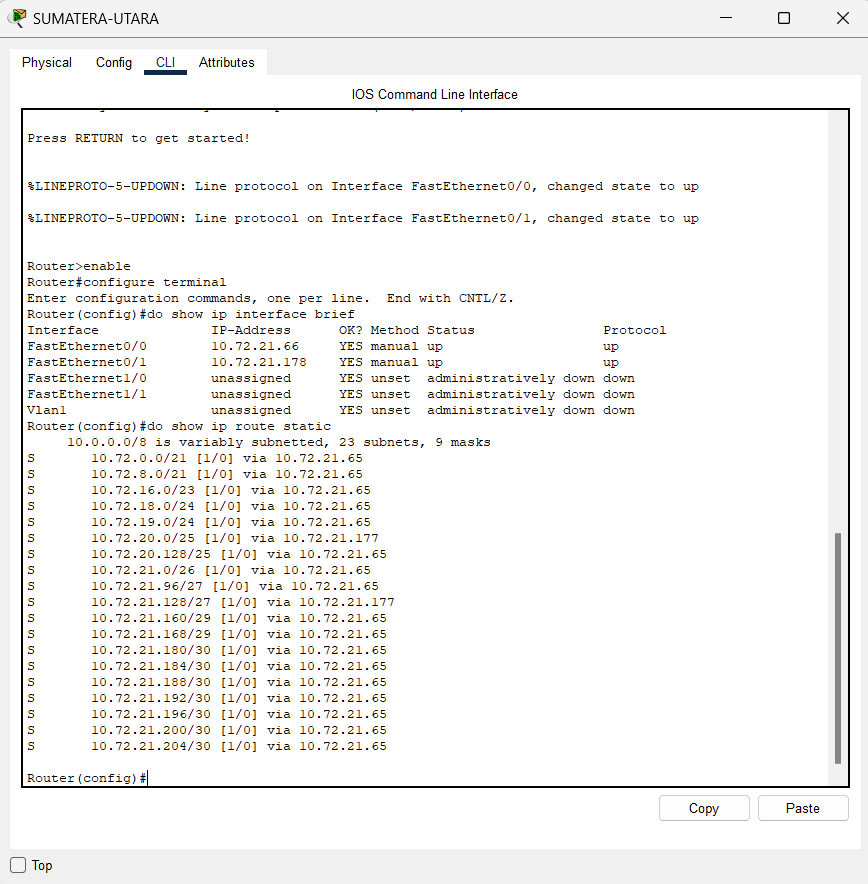 SUMATERA-UTARA
Physical Config CLI Attributes
IOS Command Line Interface
Press RETURN to get started!
%LINEPROTO-5-UPDOWN: Line protocol on Interface FastEthernet0/0, changed state to up
%LINEPROTO-5-UPDOWN: Line protocol on Interface FastEthernet0/1, changed state to up
Router>enable
Router#configure terminal
Enter configuration commands, one per line.  End with CNTL/Z.
Router(config)#do show ip interface brief
Interface              IP-Address      OK? Method Status                Protocol
FastEthernet0/0        10.72.21.66     YES manual up                    up
FastEthernet0/1        10.72.21.178    YES manual up                    up
FastEthernet1/0        unassigned      YES unset  administratively down down
FastEthernet1/1        unassigned      YES unset  administratively down down
Vlan1                  unassigned      YES unset  administratively down down
Router(config)#do show ip route static
     10.0.0.0/8 is variably subnetted, 23 subnets, 9 masks
S       10.72.0.0/21 [1/0] via 10.72.21.65
S       10.72.8.0/21 [1/0] via 10.72.21.65
S       10.72.16.0/23 [1/0] via 10.72.21.65
S       10.72.18.0/24 [1/0] via 10.72.21.65
S       10.72.19.0/24 [1/0] via 10.72.21.65
S       10.72.20.0/25 [1/0] via 10.72.21.177
S       10.72.20.128/25 [1/0] via 10.72.21.65
S       10.72.21.0/26 [1/0] via 10.72.21.65
S       10.72.21.96/27 [1/0] via 10.72.21.65
S       10.72.21.128/27 [1/0] via 10.72.21.177
S       10.72.21.160/29 [1/0] via 10.72.21.65
S       10.72.21.168/29 [1/0] via 10.72.21.65
S       10.72.21.180/30 [1/0] via 10.72.21.65
S       10.72.21.184/30 [1/0] via 10.72.21.65
S       10.72.21.188/30 [1/0] via 10.72.21.65
S       10.72.21.192/30 [1/0] via 10.72.21.65
S       10.72.21.196/30 [1/0] via 10.72.21.65
S       10.72.21.200/30 [1/0] via 10.72.21.65
S       10.72.21.204/30 [1/0] via 10.72.21.65
Router(config)#
Copy Paste
Top